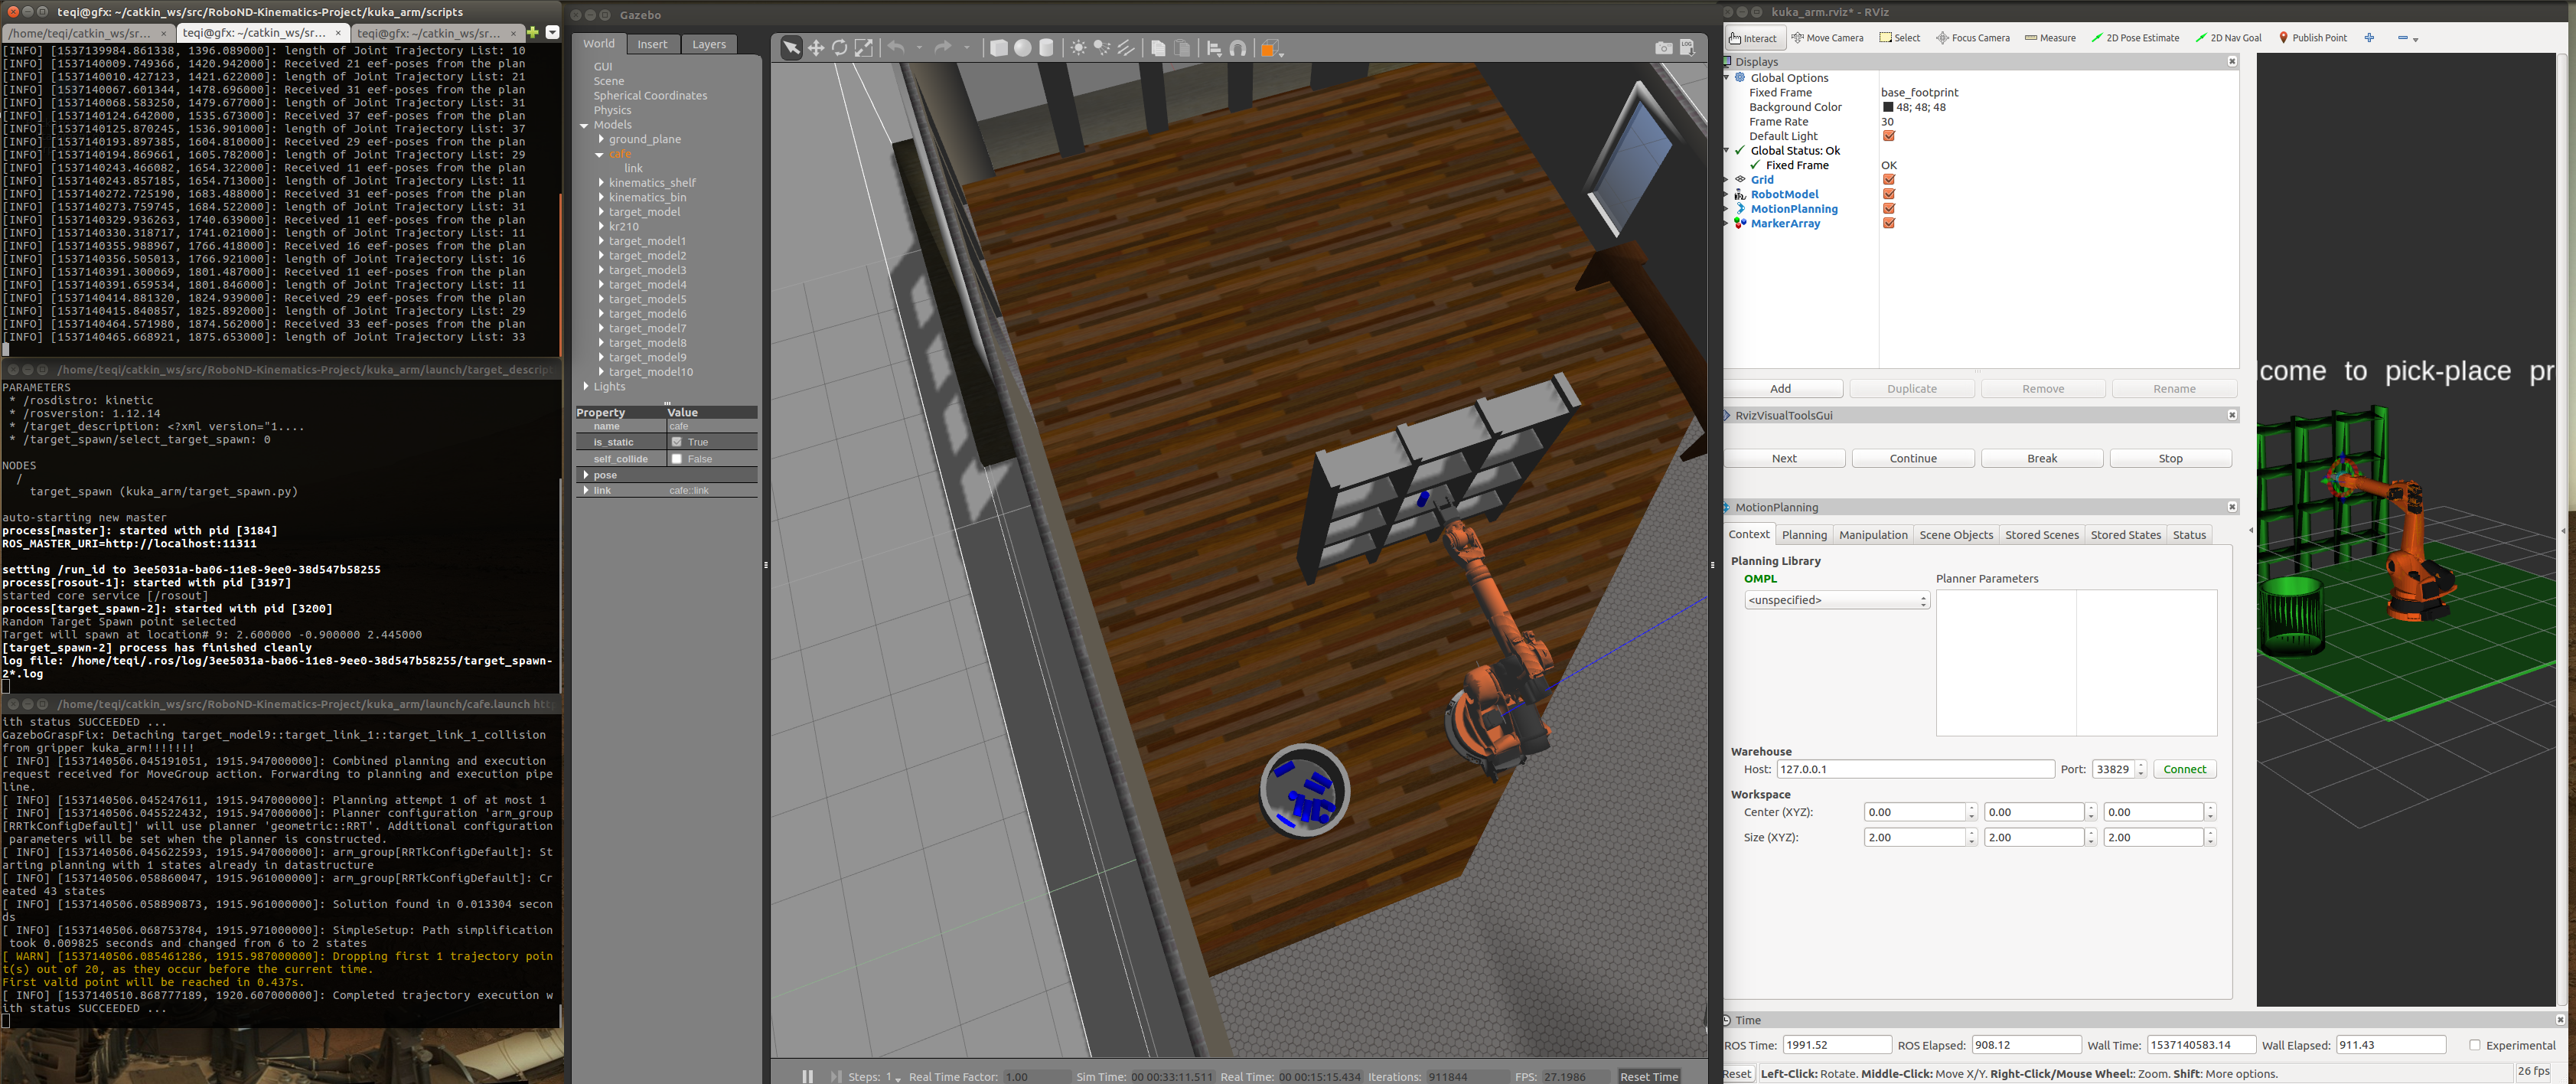 teqi@gfx: ~/catkin_ws/src/RoboND-Kinematics-Project/kuka_arm/scripts
/home/teqi/catkin_ws/sr... × teqi@gfx: ~/catkin_ws/sr... × teqi@gfx: ~/catkin_ws/sr... ×
[INFO] [1537139984.861338, 1396.089000]: length of Joint Trajectory List: 10
[INFO] [1537140009.749366, 1420.942000]: Received 21 eef-poses from the plan
[INFO] [1537140010.427123, 1421.622000]: length of Joint Trajectory List: 21
[INFO] [1537140067.601344, 1478.696000]: Received 31 eef-poses from the plan
[INFO] [1537140068.583250, 1479.677000]: length of Joint Trajectory List: 31
[INFO] [1537140124.642000, 1535.673000]: Received 37 eef-poses from the plan
[INFO] [1537140125.870245, 1536.901000]: length of Joint Trajectory List: 37
[INFO] [1537140193.897385, 1604.810000]: Received 29 eef-poses from the plan
[INFO] [1537140194.869661, 1605.782000]: length of Joint Trajectory List: 29
[INFO] [1537140243.466082, 1654.322000]: Received 11 eef-poses from the plan
[INFO] [1537140243.857185, 1654.713000]: length of Joint Trajectory List: 11
[INFO] [1537140272.725190, 1683.488000]: Received 31 eef-poses from the plan
[INFO] [1537140273.759745, 1684.522000]: length of Joint Trajectory List: 31
[INFO] [1537140329.936263, 1740.639000]: Received 11 eef-poses from the plan
[INFO] [1537140330.318717, 1741.021000]: length of Joint Trajectory List: 11
[INFO] [1537140355.988967, 1766.418000]: Received 16 eef-poses from the plan
[INFO] [1537140356.505013, 1766.921000]: length of Joint Trajectory List: 16
[INFO] [1537140391.300069, 1801.487000]: Received 11 eef-poses from the plan
[INFO] [1537140391.659534, 1801.846000]: length of Joint Trajectory List: 11
[INFO] [1537140414.881320, 1824.939000]: Received 29 eef-poses from the plan
[INFO] [1537140415.840857, 1825.892000]: length of Joint Trajectory List: 29
[INFO] [1537140464.571980, 1874.562000]: Received 33 eef-poses from the plan
[INFO] [1537140465.668921, 1875.653000]: length of Joint Trajectory List: 33
/home/teqi/catkin_ws/src/RoboND-Kinematics-Project/kuka_arm/launch/target_descript
PARAMETERS
* /rosdistro: kinetic
* /rosversion: 1.12.14
* /target_description: <?xml version="1....
* /target_spawn/select_target_spawn: 0
NODES
/
target_spawn (kuka_arm/target_spawn.py)
auto-starting new master
process[master]: started with pid [3184]
ROS_MASTER_URI=http://localhost:11311
setting /run_id to 3ee5031a-ba06-11e8-9ee0-38d547b58255
process[rosout-1]: started with pid [3197]
started core service [/rosout]
process[target_spawn-2]: started with pid [3200]
Random Target Spawn point selected
Target will spawn at location# 9: 2.600000 -0.900000 2.445000
[target_spawn-2] process has finished cleanly
log file: /home/teqi/.ros/log/3ee5031a-ba06-11e8-9ee0-38d547b58255/target_spawn-
2*.log
/home/teqi/catkin_ws/src/RoboND-Kinematics-Project/kuka_arm/launch/cafe.launch htt
ith status SUCCEEDED ...
GazeboGraspFix: Detaching target_model9::target_link_1::target_link_1_collision
from gripper kuka_arm!!!!!!!
[ INFO] [1537140506.045191051, 1915.947000000]: Combined planning and execution
request received for MoveGroup action. Forwarding to planning and execution pipe
line.
[ INFO] [1537140506.045247611, 1915.947000000]: Planning attempt 1 of at most 1
[ INFO] [1537140506.045522432, 1915.947000000]: Planner configuration 'arm_group
[RRTkConfigDefault]' will use planner 'geometric::RRT'. Additional configuration
parameters will be set when the planner is constructed.
[ INFO] [1537140506.045622593, 1915.947000000]: arm_group[RRTkConfigDefault]: St
arting planning with 1 states already in datastructure
[ INFO] [1537140506.058860047, 1915.961000000]: arm_group[RRTkConfigDefault]: Cr
eated 43 states
[ INFO] [1537140506.058890873, 1915.961000000]: Solution found in 0.013304 secon
ds
[ INFO] [1537140506.068753784, 1915.971000000]: SimpleSetup: Path simplification
took 0.009825 seconds and changed from 6 to 2 states
[ WARN] [1537140506.085461286, 1915.987000000]: Dropping first 1 trajectory poin
t(s) out of 20, as they occur before the current time.
First valid point will be reached in 0.437s.
[ INFO] [1537140510.868777189, 1920.607000000]: Completed trajectory execution w
ith status SUCCEEDED ...
Gazebo
World Insert Layers
GUI
Scene
Spherical Coordinates
Physics
Models
ground_plane
cafe
link
kinematics_shelf
kinematics_bin
target_model
kr210
target_model1
target_model2
target_model3
target_model4
target_model5
target_model6
target_model7
target_model8
target_model9
target_model10
Lights
Property Value
name cafe
is_static True
self_collide False
pose
link cafe::link
Steps: 1 Real Time Factor: 1.00 Sim Time: 00 00:33:11.511 Real Time: 00 00:15:15.434 Iterations: 911844 FPS: 27.1986 Reset Time
kuka_arm.rviz* - RViz
Interact Move Camera Select Focus Camera Measure 2D Pose Estimate 2D Nav Goal Publish Point
Displays
Global Options
Fixed Frame base_footprint
Background Color 48; 48; 48
Frame Rate 30
Default Light
Global Status: Ok
Fixed Frame OK
Grid
RobotModel
MotionPlanning
MarkerArray
Add Duplicate Remove Rename
RvizVisualToolsGui
Next Continue Break Stop
MotionPlanning
Context Planning Manipulation Scene Objects Stored Scenes Stored States Status
Planning Library
OMPL Planner Parameters
<unspecified>
Warehouse
Host: 127.0.0.1 Port: 33829 Connect
Workspace
Center (XYZ): 0.00 0.00 0.00
Size (XYZ): 2.00 2.00 2.00
lcome to pick-place pr
Time
ROS Time: 1991.52 ROS Elapsed: 908.12 Wall Time: 1537140583.14 Wall Elapsed: 911.43 Experimental
Reset Left-Click: Rotate. Middle-Click: Move X/Y. Right-Click/Mouse Wheel:: Zoom. Shift: More options. 26 fps